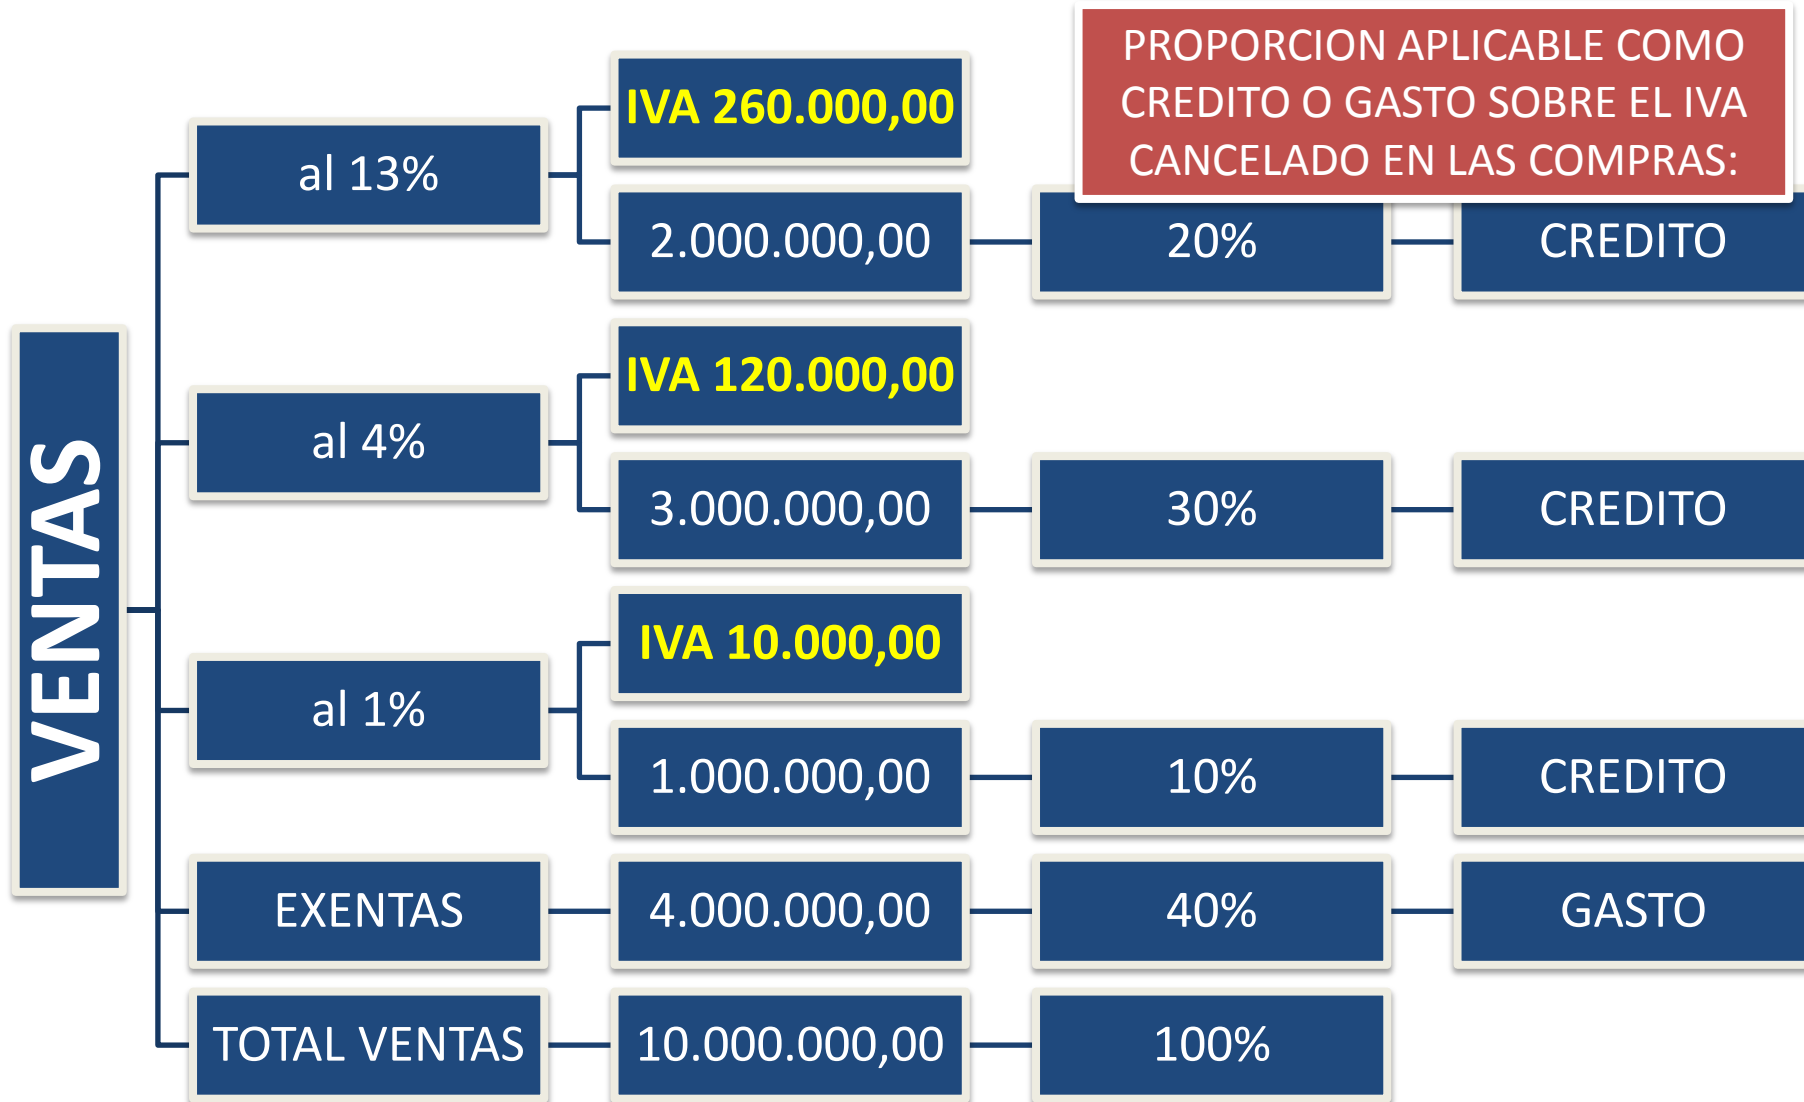 PROPORCION APLICABLE COMO
CREDITO O GASTO SOBRE EL IVA
CANCELADO EN LAS COMPRAS:
VENTAS
al 13%
IVA 260.000,00
2.000.000,00
20%
CREDITO
al 4%
IVA 120.000,00
3.000.000,00
30%
CREDITO
al 1%
IVA 10.000,00
1.000.000,00
10%
CREDITO
EXENTAS
4.000.000,00
40%
GASTO
TOTAL VENTAS
10.000.000,00
100%